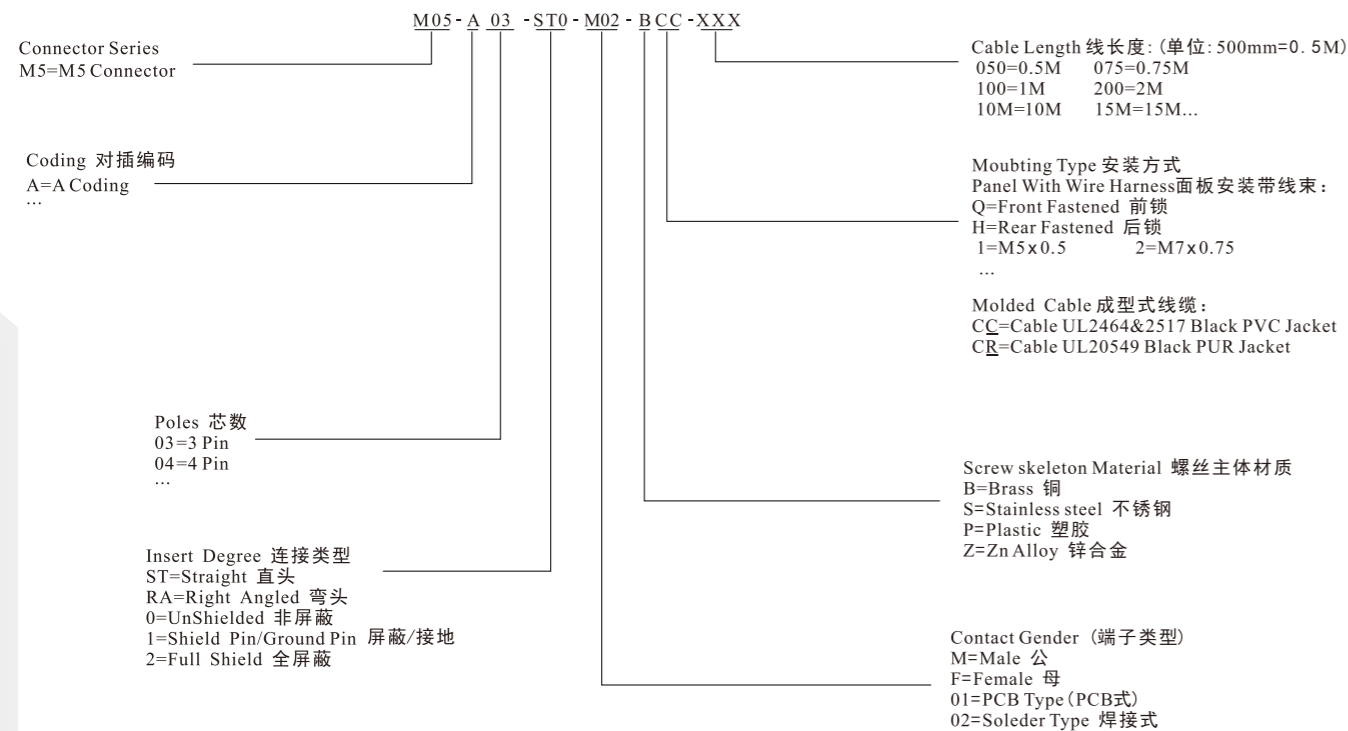 M05-A 03 -ST0-M02-BCC-XXX
Connector Series
M5=M5 Connector
Coding 对插编码
A=A Coding
...
Poles 芯数
03=3 Pin
04=4 Pin
...
Insert Degree 连接类型
ST=Straight 直头
RA=Right Angled 弯头
0=UnShielded 非屏蔽
1=Shield Pin/Ground Pin 屏蔽/接地
2=Full Shield 全屏蔽
Cable Length 线长度: (单位: 500mm=0. 5M)
050=0.5M 075=0.75M
100=1M 200=2M
10M=10M 15M=15M...
Moubting Type 安装方式
Panel With Wire Harness面板安装带线束：
Q=Front Fastened 前锁
H=Rear Fastened 后锁
1=M5x0.5 2=M7x0.75
...
Molded Cable 成型式线缆：
CC=Cable UL2464&2517 Black PVC Jacket
CR=Cable UL20549 Black PUR Jacket
Screw skeleton Material 螺丝主体材质
B=Brass 铜
S=Stainless steel 不锈钢
P=Plastic 塑胶
Z=Zn Alloy 锌合金
Contact Gender (端子类型)
M=Male 公
F=Female 母
01=PCB Type(PCB式)
02=Soleder Type 焊接式